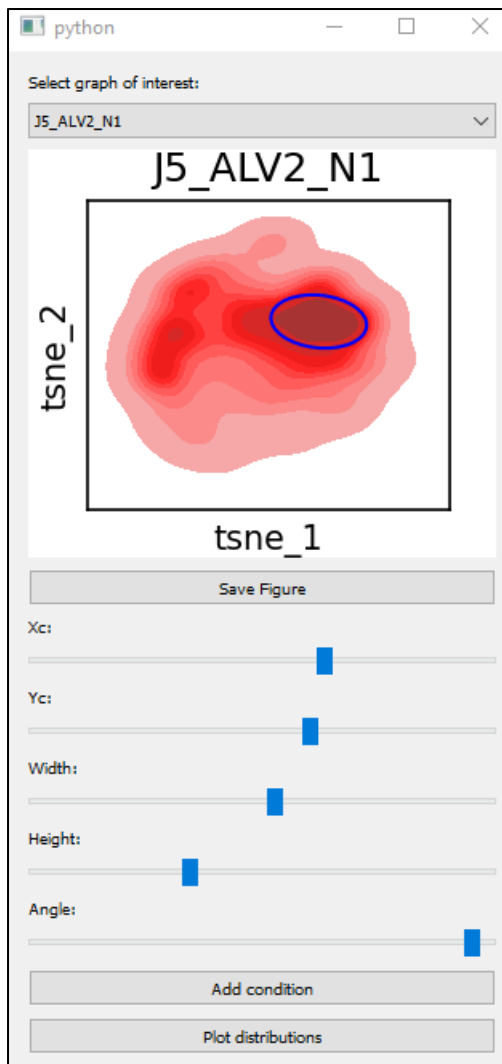 python
Select graph of interest:
J5_ALV2_N1
J5_ALV2_N1
tsne_2
tsne_1
Save Figure
Xc:
Yc:
Width:
Height:
Angle:
Add condition
Plot distributions